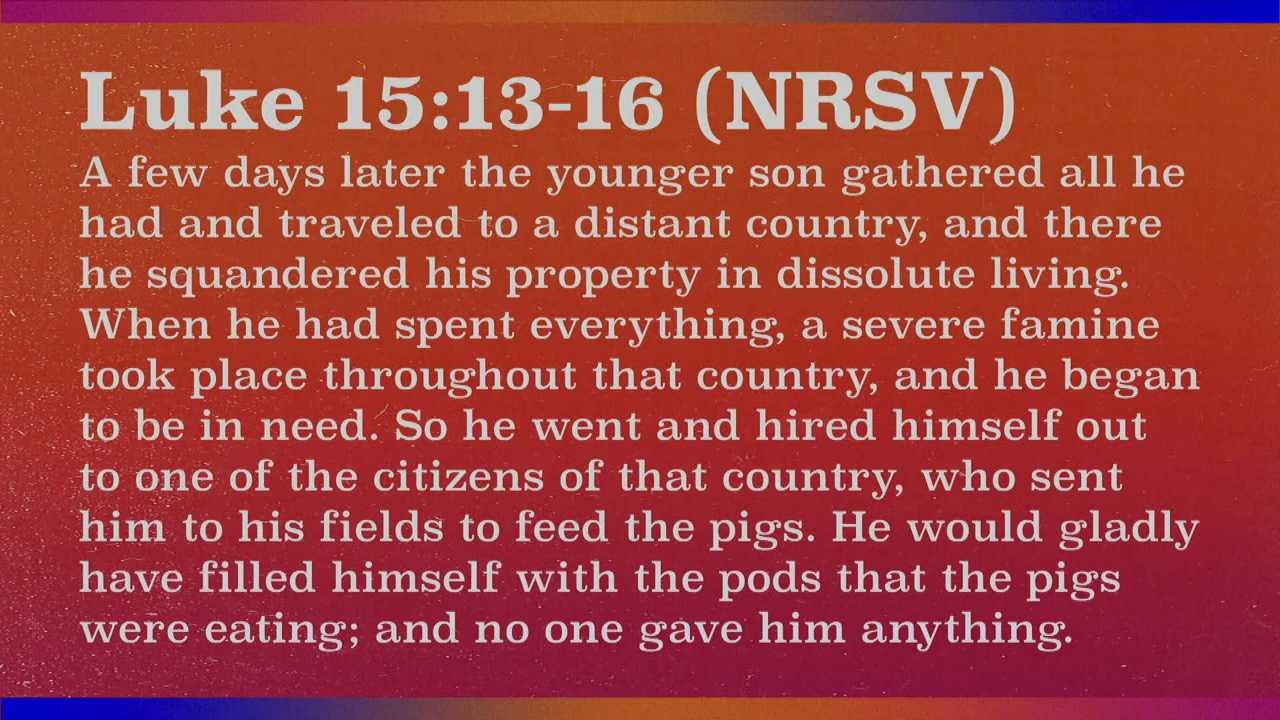 Luke 15:13-16 (NRSV)
A few days later the younger son gathered all he
had and traveled to a distant country, and there
he squandered his property in dissolute living.
When he had spent everything, a severe famine
took place throughout that country, and he began
to be in need. So he went and hired himself out
to one of the citizens of that country, who sent
him to his fields to feed the pigs. He would gladly
have filled himself with the pods that the pigs
were eating; and no one gave him anything.